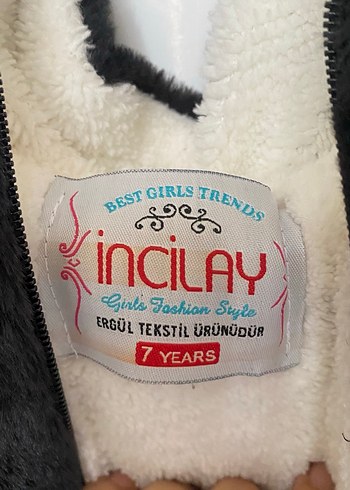 BEST GIRLS TRENDS
İNCİLAY
Girls Fashion Style
ERGÜL TEKSTİL ÜRÜNÜDÜR
7 YEARS